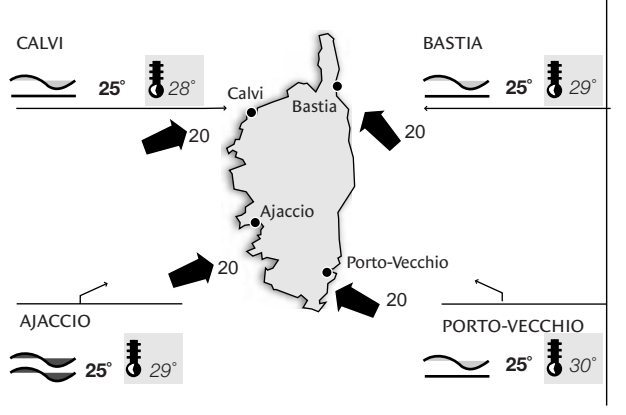 CALVI
25° 28°
BASTIA
25° 29°
Calvi
Bastia
20
20
Ajaccio
Porto-Vecchio
20
20
AJACCIO
25° 29°
PORTO-VECCHIO
25° 30°